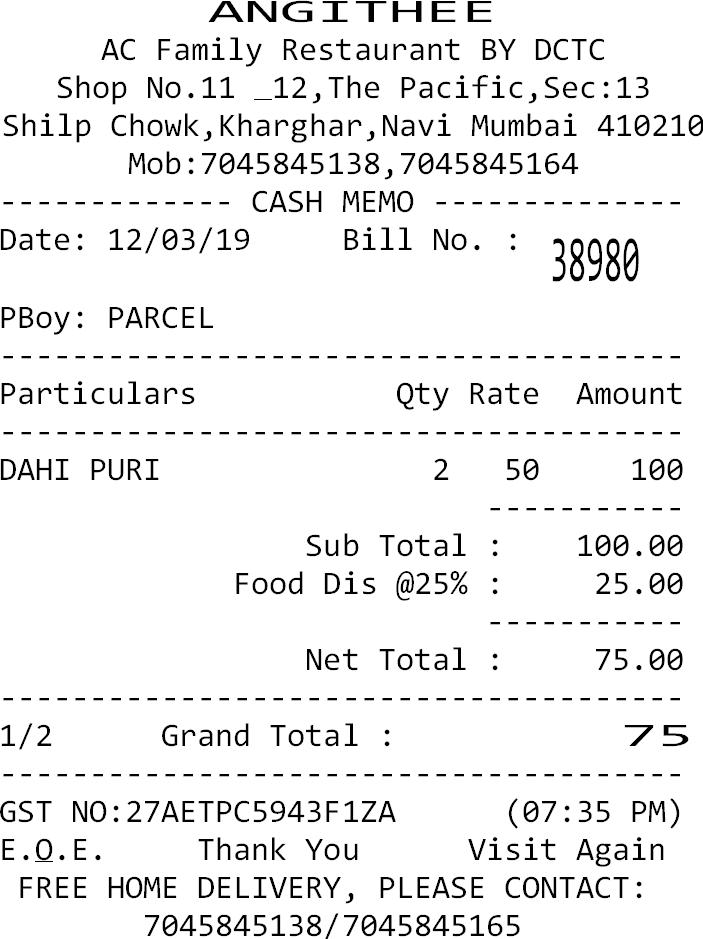 ANGITHEE
AC Family Restaurant BY DCTC
Shop No.11 _12,The Pacific,Sec:13
Shilp Chowk,Kharghar,Navi Mumbai 410210
Mob:7045845138,7045845164
------------- CASH MEMO --------------
Date: 12/03/19 Bill No. : 38980
PBoy: PARCEL
--------------------------------------
Particulars Qty Rate Amount
--------------------------------------
DAHI PURI 2 50 100
-----------
Sub Total : 100.00
Food Dis @25% : 25.00
-----------
Net Total : 75.00
--------------------------------------
1/2 Grand Total : 75
--------------------------------------
GST NO:27AETPC5943F1ZA (07:35 PM)
E.O.E. Thank You Visit Again
FREE HOME DELIVERY, PLEASE CONTACT:
7045845138/7045845165